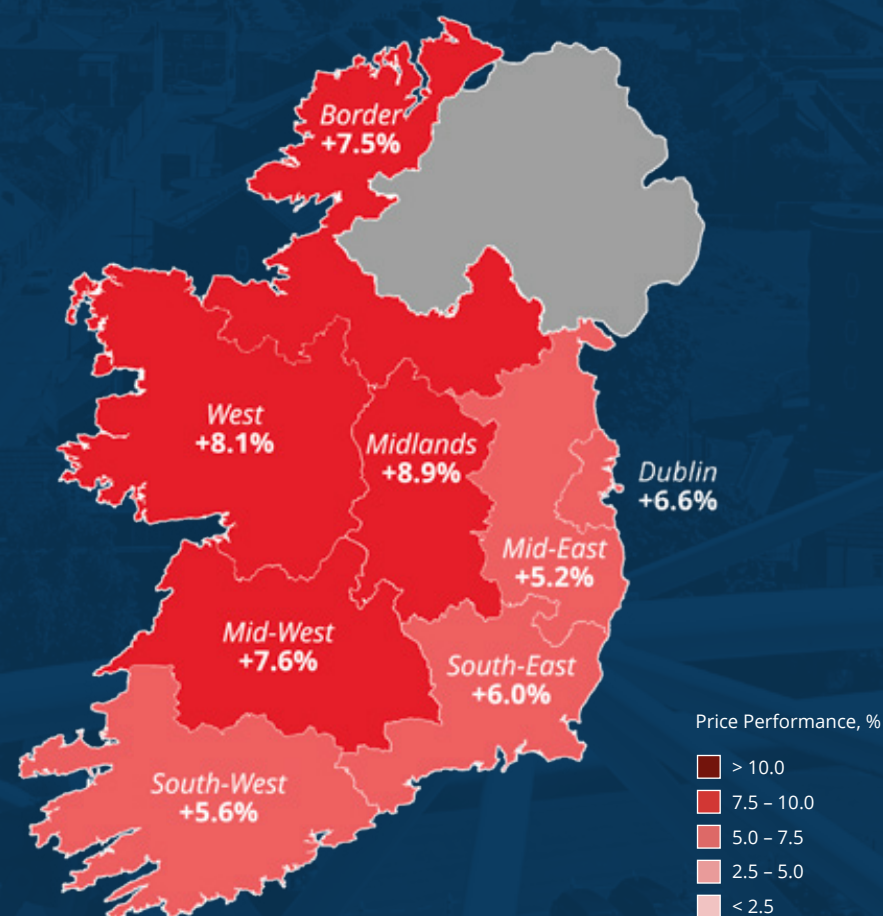 Border
+7.5%
West
+8.1%
Midlands
+8.9%
Dublin
+6.6%
Mid-East
+5.2%
Mid-West
+7.6%
South-East
+6.0%
South-West
+5.6%
Price Performance, %
> 10.0
7.5 – 10.0
5.0 – 7.5
2.5 – 5.0
< 2.5